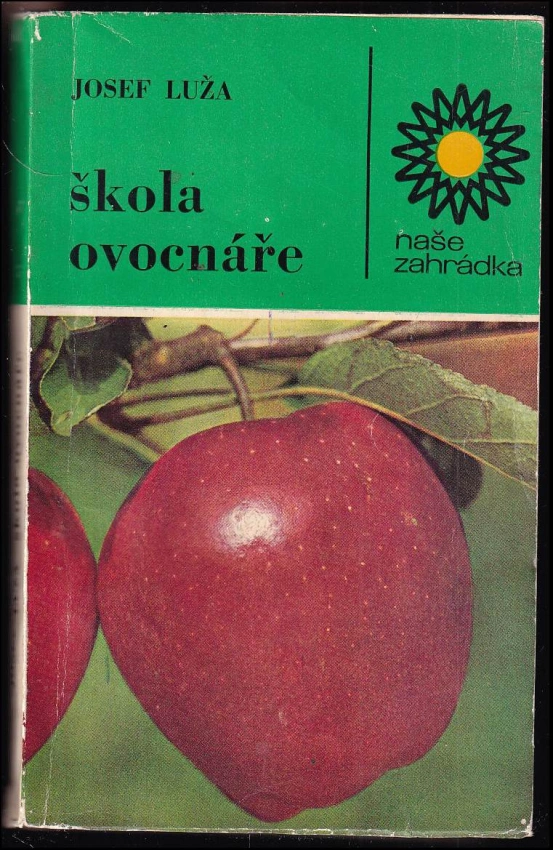 JOSEF LUŽA
škola
ovocnáře
naše
zahrádka